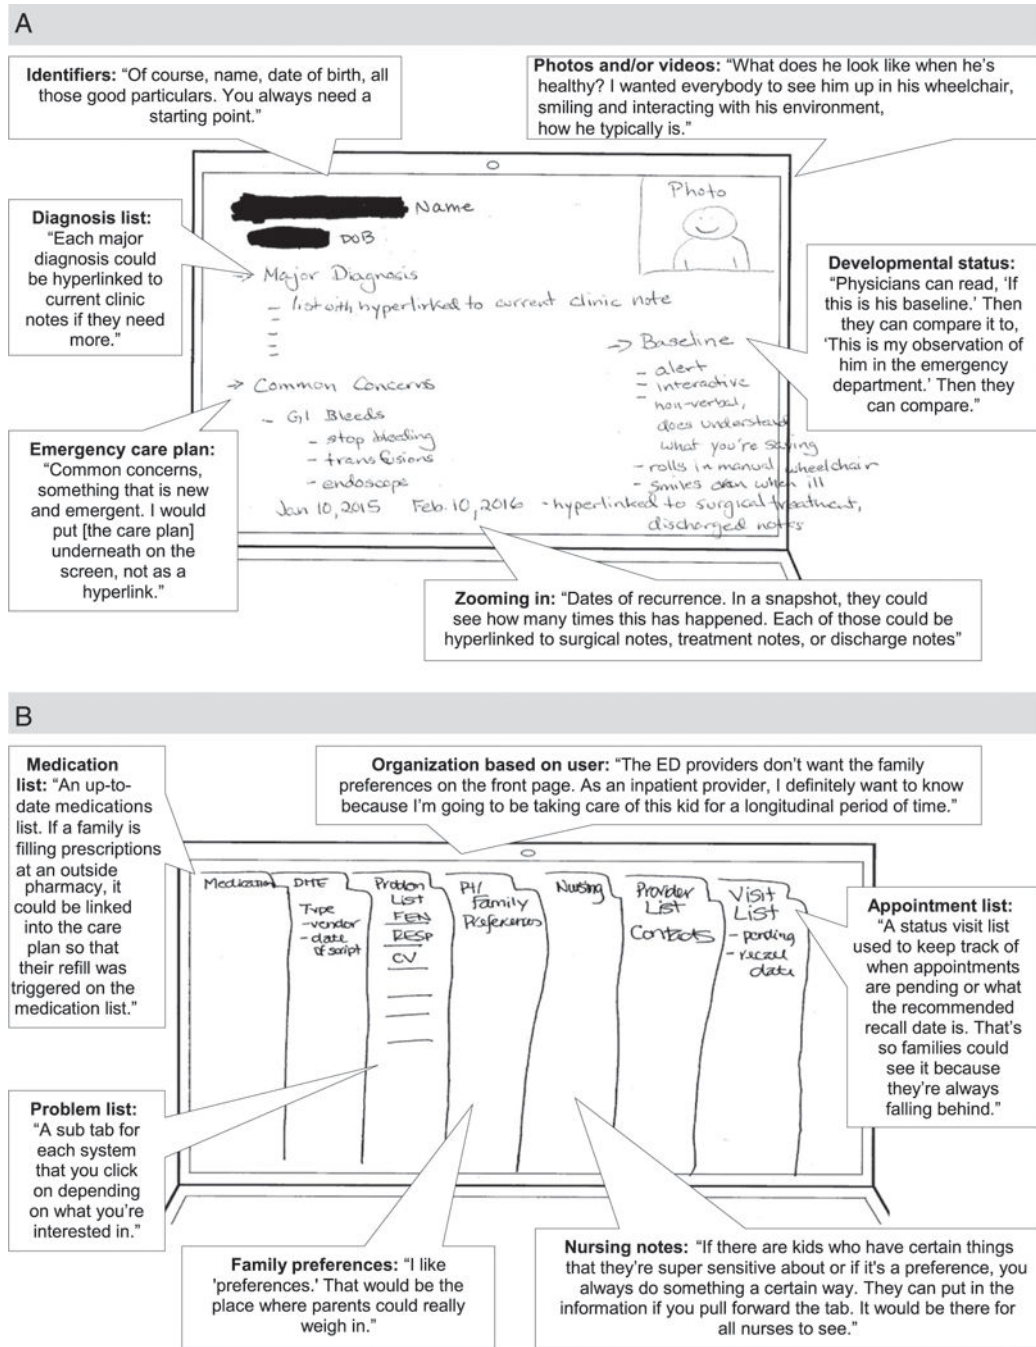 A
Identifiers: “Of course, name, date of birth, all
those good particulars. You always need a
starting point.”
Photos and/or videos: “What does he look like when he’s
healthy? I wanted everybody to see him up in his wheelchair,
smiling and interacting with his environment,
how he typically is.”
Diagnosis list:
“Each major
diagnosis could
be hyperlinked to
current clinic
notes if they need
more.”
Name
DOB
Photo
→ Major Diagnosis
- list with hyperlinked to current clinic note
→ Common Concerns
- GI Bleeds
- stop bleeding
- transfusions
- endoscope
Jan 10, 2015 Feb. 10, 2016 - hyperlinked to surgical treatment,
discharged notes
→ Baseline
- alert
- interactive
- non-verbal,
does understand
what you're saying
- rolls in manual wheelchair
- smiles even when ill
Developmental status:
“Physicians can read, ‘If
this is his baseline.’ Then
they can compare it to,
‘This is my observation of
him in the emergency
department.’ Then they
can compare.”
Emergency care plan:
“Common concerns,
something that is new
and emergent. I would
put [the care plan]
underneath on the
screen, not as a
hyperlink.”
Zooming in: “Dates of recurrence. In a snapshot, they could
see how many times this has happened. Each of those could be
hyperlinked to surgical notes, treatment notes, or discharge notes”
B
Medication
list: “An up-to-
date medications
list. If a family is
filling prescriptions
at an outside
pharmacy, it
could be linked
into the care
plan so that
their refill was
triggered on the
medication list.”
Organization based on user: “The ED providers don’t want the family
preferences on the front page. As an inpatient provider, I definitely want to know
because I’m going to be taking care of this kid for a longitudinal period of time.”
Medication
DME
Type
- vendor
- date
of script
Problem
List
FEN
RESP
CV
Pt/
Family
Preferences
Nursing
Provider
List
Contacts
Visit
List
- pending
- recall
date
Appointment list:
“A status visit list
used to keep track of
when appointments
are pending or what
the recommended
recall date is. That’s
so families could
see it because
they’re always
falling behind.”
Problem list:
“A sub tab for
each system
that you click
on depending
on what you’re
interested in.”
Family preferences: “I like
'preferences.' That would be the
place where parents could really
weigh in.”
Nursing notes: “If there are kids who have certain things
that they’re super sensitive about or if it's a preference, you
always do something a certain way. They can put in the
information if you pull forward the tab. It would be there for
all nurses to see.”